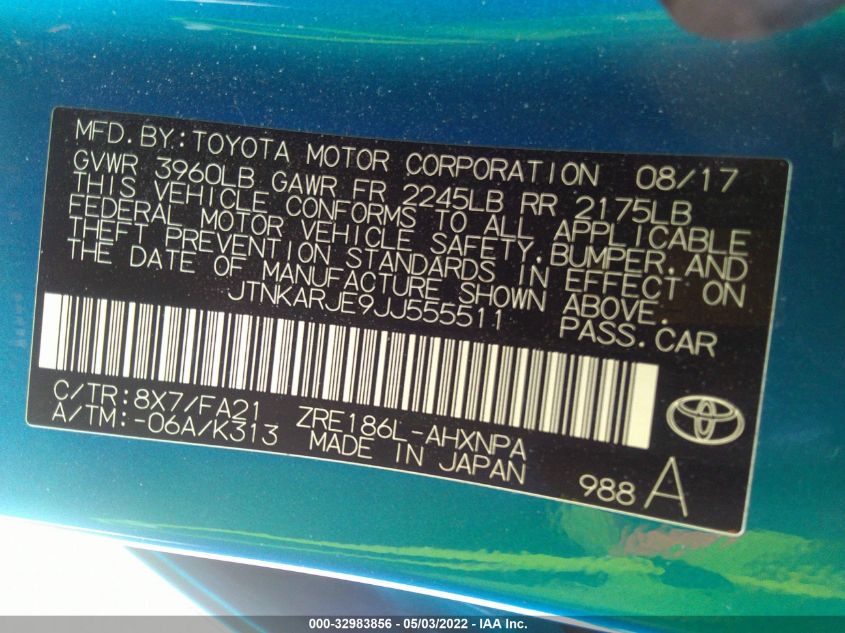 MFD.BY:TOYOTA MOTOR CORPORATION 08/17
GVWR 3960LB GAWR FR 2245LB RR 2175LB
THIS VEHICLE CONFORMS TO ALL APPLICABLE
FEDERAL MOTOR VEHICLE SAFETY,BUMPER,AND
THEFT PREVENTION STANDARDS IN EFFECT ON
THE DATE OF MANUFACTURE SHOWN ABOVE.
JTNKARJE9JJ555511 PASS.CAR
C/TR:8X7/FA21 ZRE186L-AHXNPA
A/TM:-06A/K313 MADE IN JAPAN
988 A
000-32983856 - 05/03/2022 - IAA Inc.